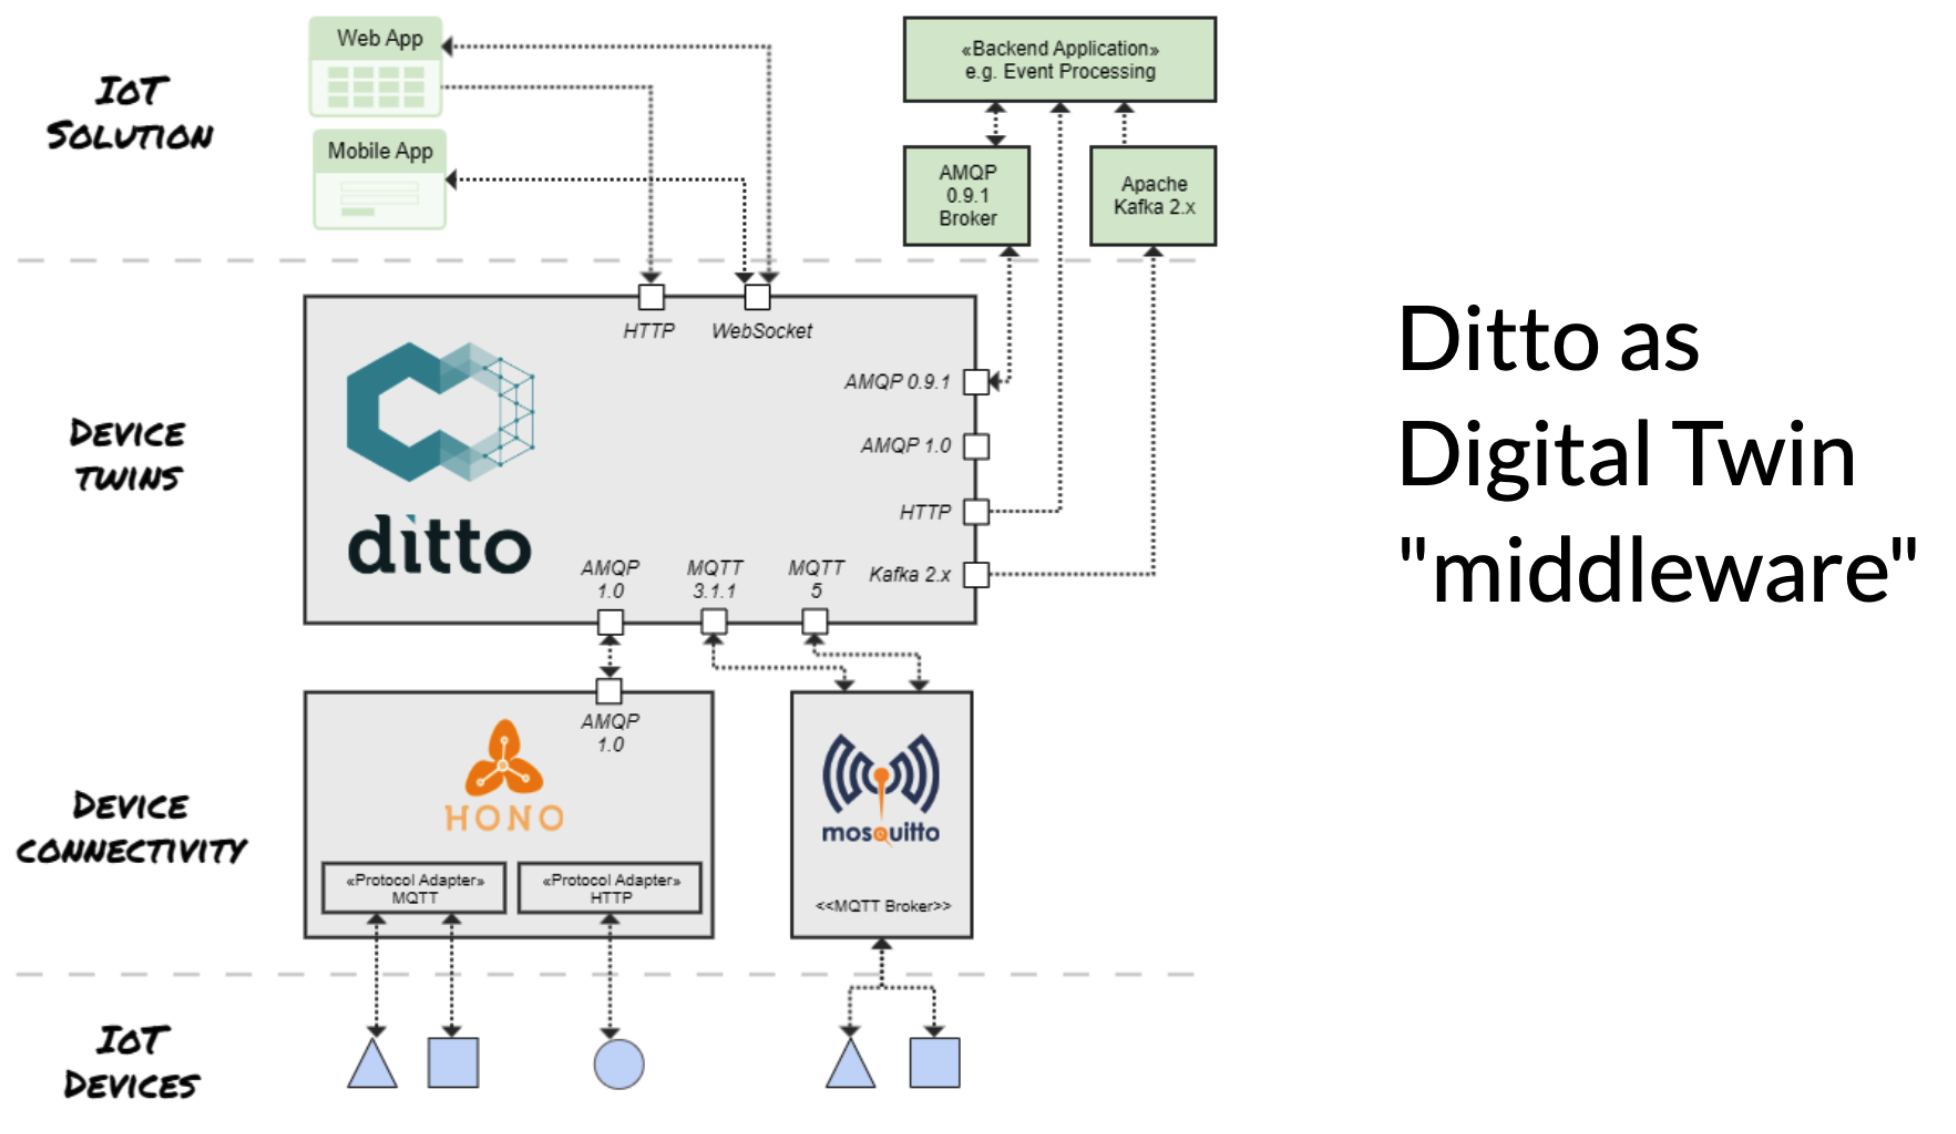 IoT
Solution
Web App
Mobile App
«Backend Application»
e.g. Event Processing
AMQP
0.9.1
Broker
Apache
Kafka 2.x
Device
twins
HTTP
WebSocket
ditto
AMQP 0.9.1
AMQP 1.0
HTTP
Kafka 2.x
AMQP
1.0
MQTT
3.1.1
MQTT
5
Device
connectivity
AMQP
1.0
HONO
«Protocol Adapter»
MQTT
«Protocol Adapter»
HTTP
mosquitto
<<MQTT Broker>>
IoT
Devices
Ditto as
Digital Twin
"middleware"